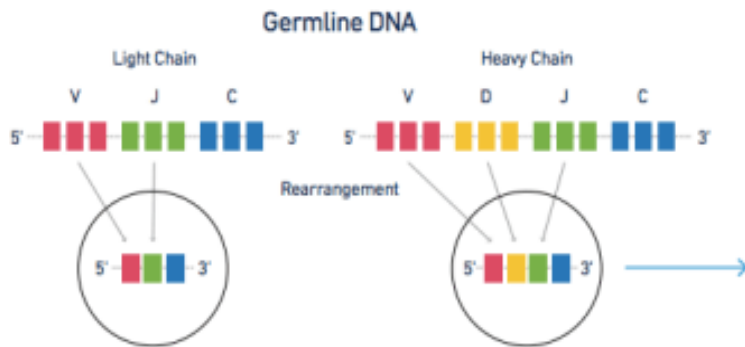 Germline DNA
Light Chain
Heavy Chain
V J C
V D J C
5' 3'
5' 3'
Rearrangement
5' 3'
5' 3'